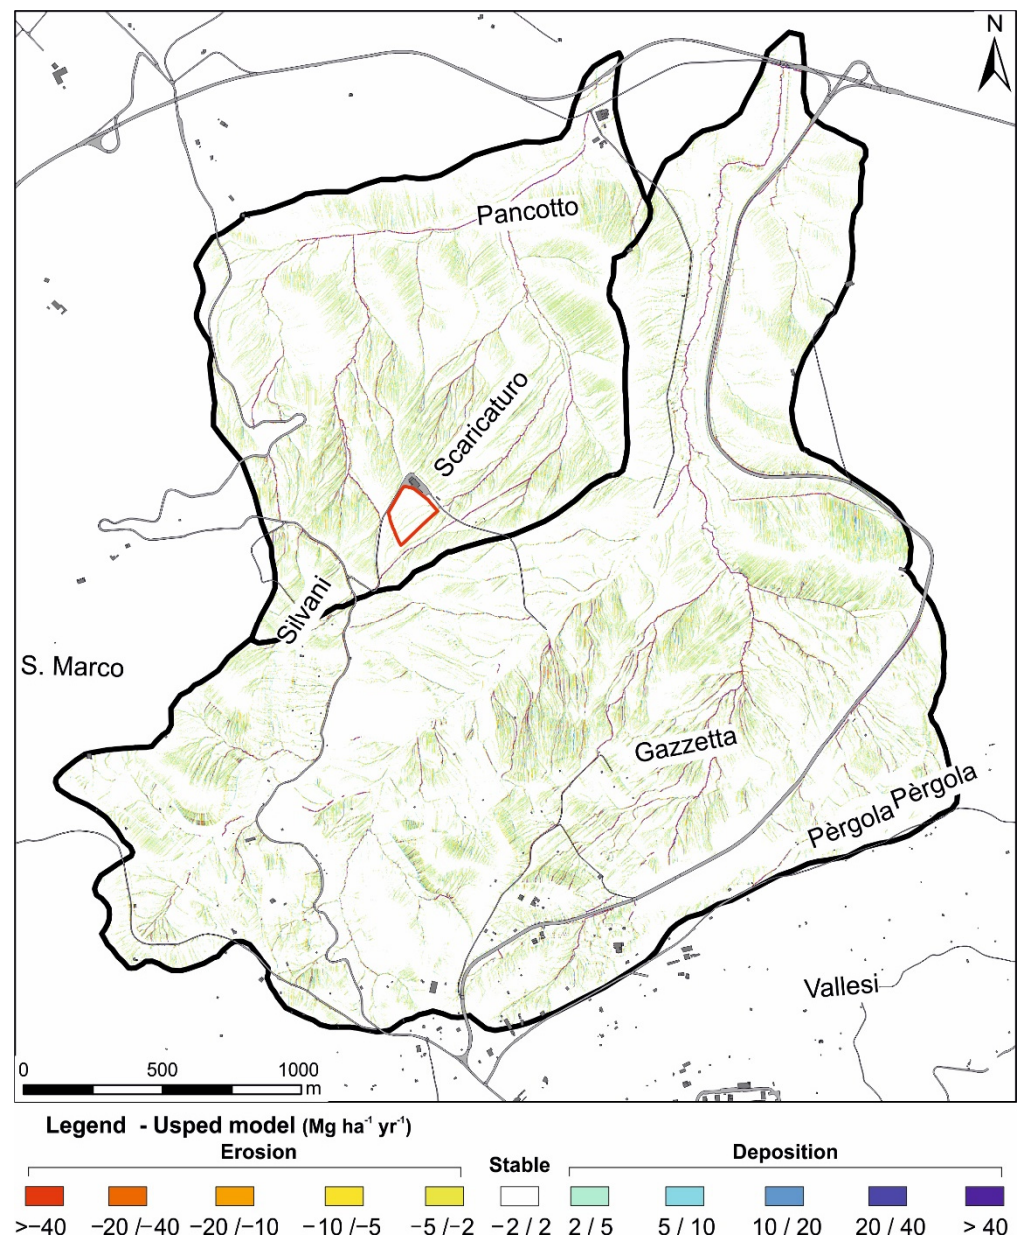 N
Pancotto
Scaricaturo
Silvani
S. Marco
Gazzetta
Pèrgola
Pèrgola
Vallesi
0 500 1000
m
Legend - Usped model (Mg ha⁻¹ yr⁻¹)
Erosion Stable Deposition
>−40 −20 /−40 −20 /−10 −10 /−5 −5 /−2 −2 / 2 2 / 5 5 / 10 10 / 20 20 / 40 > 40